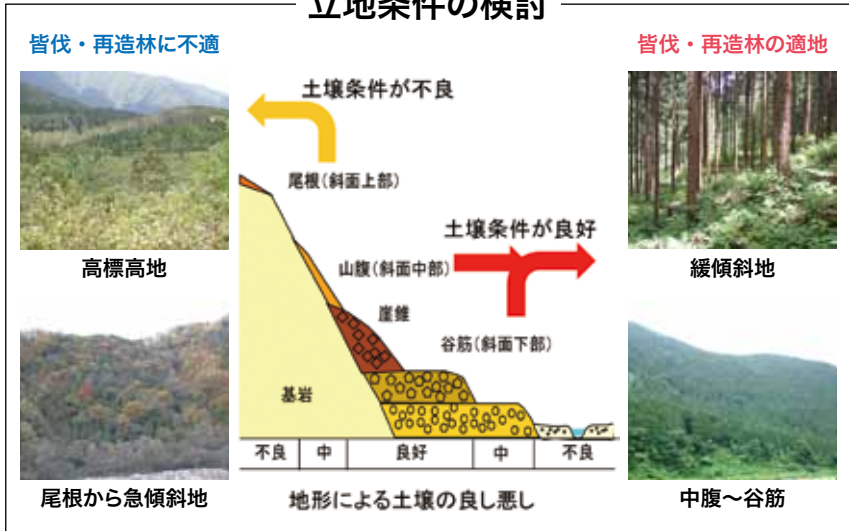 立地条件の検討
皆伐・再造林に不適
皆伐・再造林の適地
土壌条件が不良
尾根（斜面上部）
土壌条件が良好
高標高地
山腹（斜面中部）
緩傾斜地
崖錐
谷筋（斜面下部）
基岩
不良 中 良好 中 不良
尾根から急傾斜地
地形による土壌の良し悪し
中腹〜谷筋